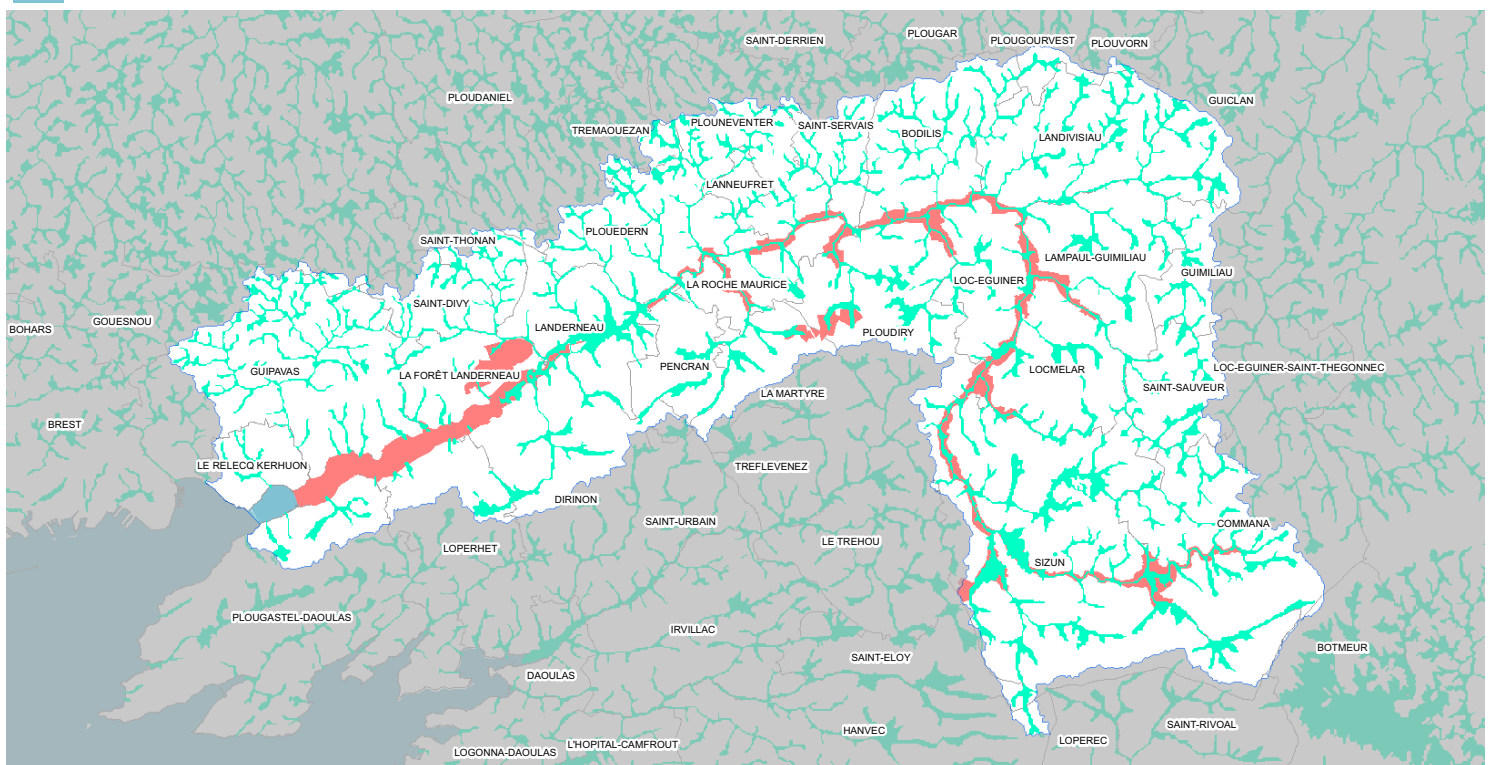 PLOUGAR
SAINT-DERRIEN
PLOUGOURVEST
PLOUVORN
PLOUDANIEL
GUICLAN
PLOUNEVENTER
SAINT-SERVAIS
TREMAOUEZAN
BODILIS
LANDIVISIAU
LANNEUFRET
PLOUEDERN
SAINT-THONAN
LAMPAUL-GUIMILIAU
GUIMILIAU
LOC-EGUINER
LA ROCHE MAURICE
SAINT-DIVY
GOUESNOU
BOHARS
LANDERNEAU
PLOUDIRY
PENCRAN
LOCMELAR
LOC-EGUINER-SAINT-THEGONNEC
GUIPAVAS
LA FORÊT LANDERNEAU
SAINT-SAUVEUR
LA MARTYRE
BREST
LE RELECQ KERHUON
TREFLEVENEZ
DIRINON
SAINT-URBAIN
COMMANA
LE TREHOU
LOPERHET
SIZUN
PLOUGASTEL-DAOULAS
IRVILLAC
BOTMEUR
SAINT-ELOY
DAOULAS
SAINT-RIVOAL
HANVEC
LOPEREC
L'HOPITAL-CAMFROUT
LOGONNA-DAOULAS